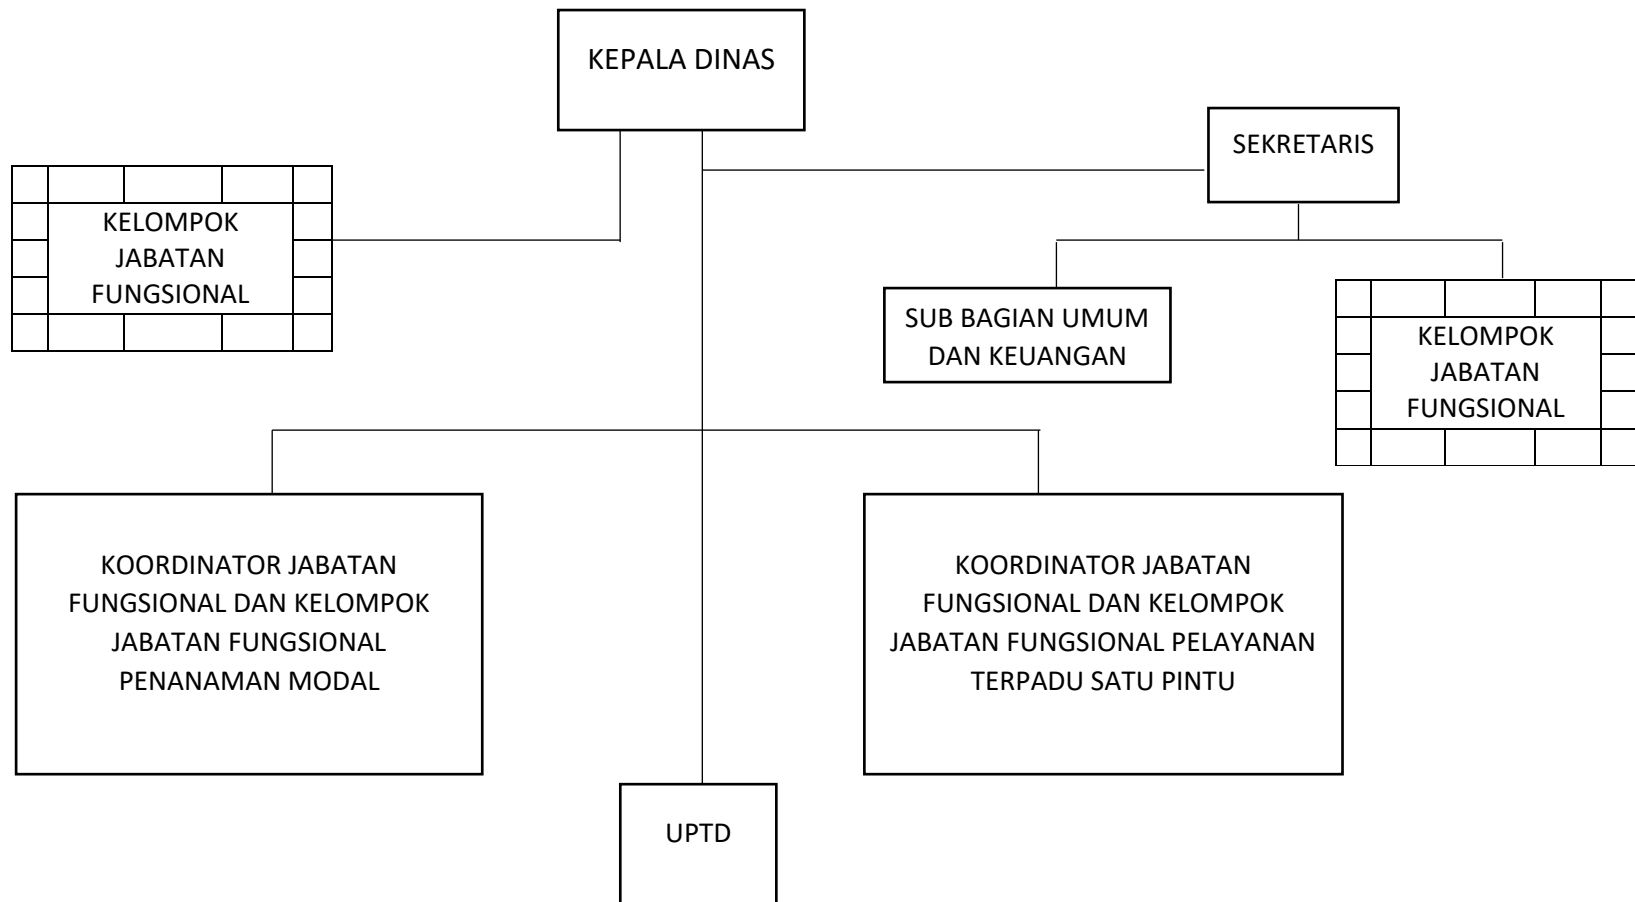 KEPALA DINAS
SEKRETARIS
KELOMPOK
JABATAN
FUNGSIONAL
SUB BAGIAN UMUM
DAN KEUANGAN
KELOMPOK
JABATAN
FUNGSIONAL
KOORDINATOR JABATAN
FUNGSIONAL DAN KELOMPOK
JABATAN FUNGSIONAL
PENANAMAN MODAL
KOORDINATOR JABATAN
FUNGSIONAL DAN KELOMPOK
JABATAN FUNGSIONAL PELAYANAN
TERPADU SATU PINTU
UPTD